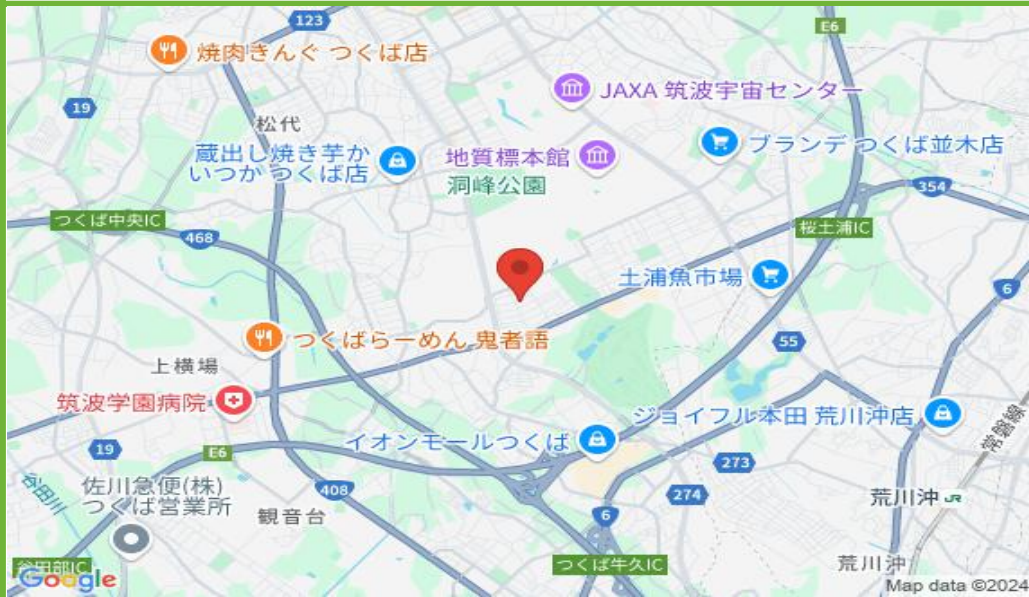 123
E6
焼肉きんぐ つくば店
JAXA 筑波宇宙センター
19
松代
ブランデ つくば並木店
蔵出し焼き芋か
いつか つくば店
地質標本館
洞峰公園
354
つくば中央IC
468
桜土浦IC
土浦魚市場
6
つくばらーめん 鬼者語
55
上横場
筑波学園病院
ジョイフル本田 荒川沖店
常磐線
イオンモールつくば
19
E6
273
谷田川
佐川急便(株)
つくば営業所
408
274
荒川沖 JR
観音台
6
谷田部IC
つくば牛久IC
荒川沖
Google
Map data ©2024